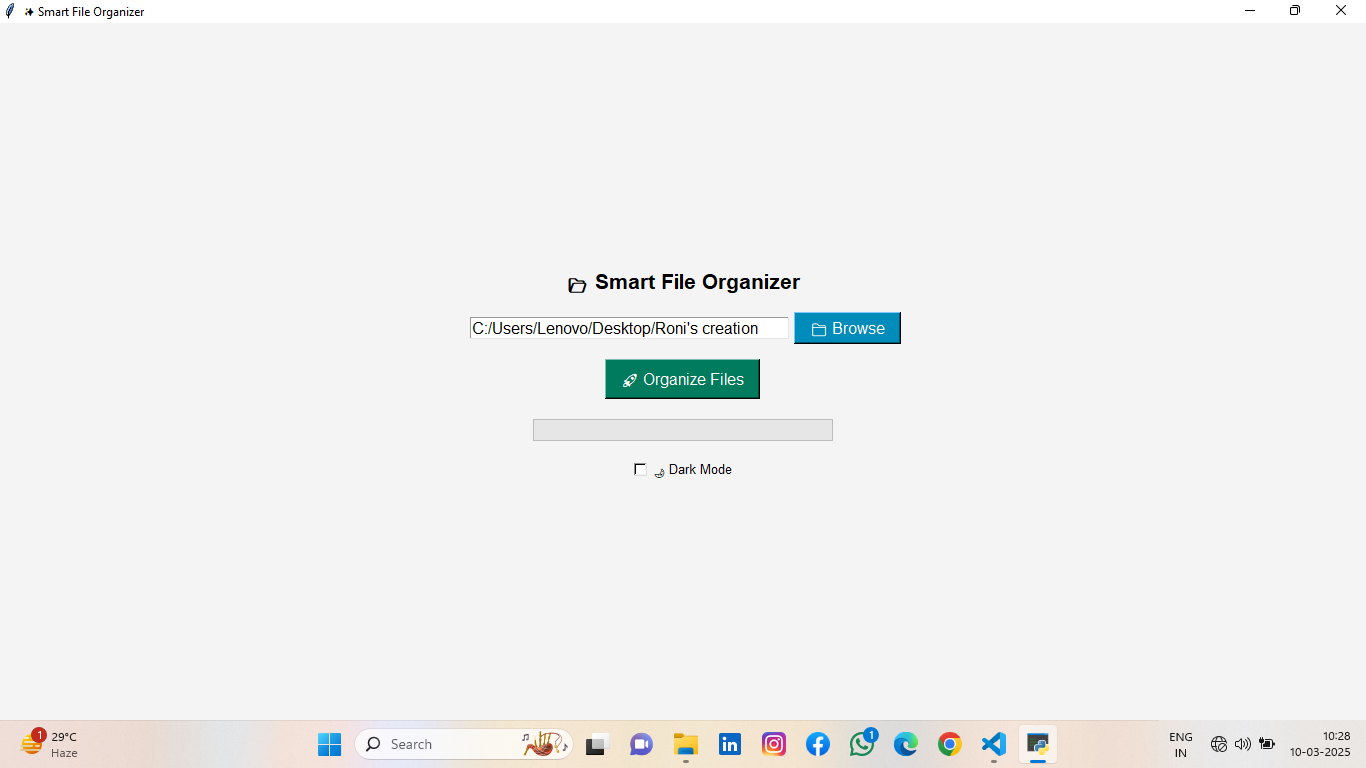 Smart File Organizer
Smart File Organizer
C:/Users/Lenovo/Desktop/Roni's creation
Browse
Organize Files
Dark Mode
1
29°C
Haze
Search
1
ENG
IN
10:28
10-03-2025